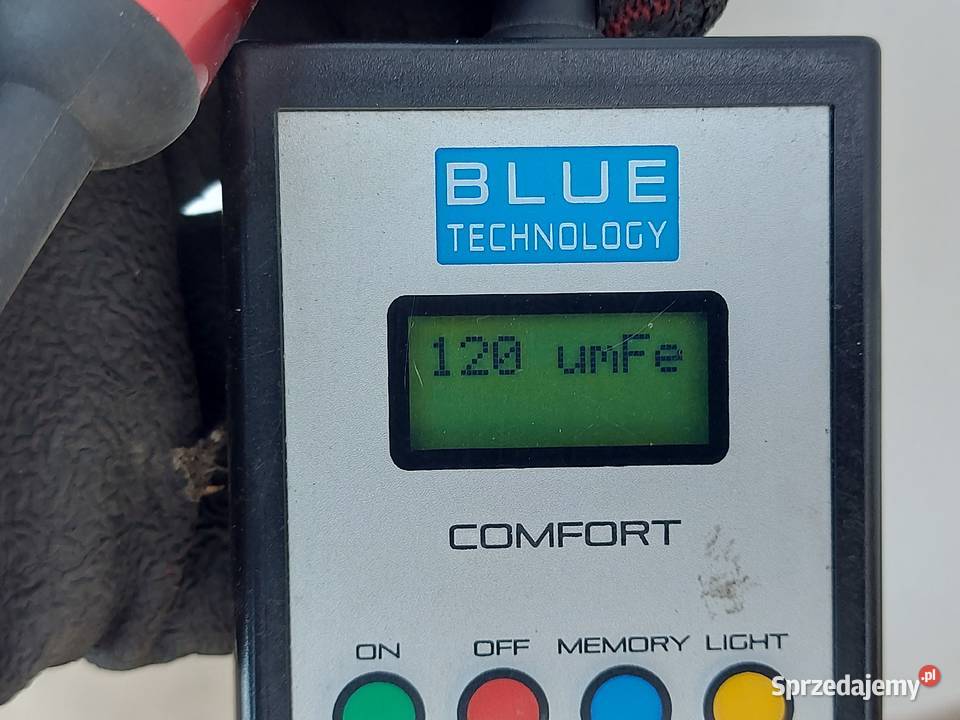 BLUE
TECHNOLOGY
120 umFe
COMFORT
ON OFF MEMORY LIGHT
Sprzedajemy.pl